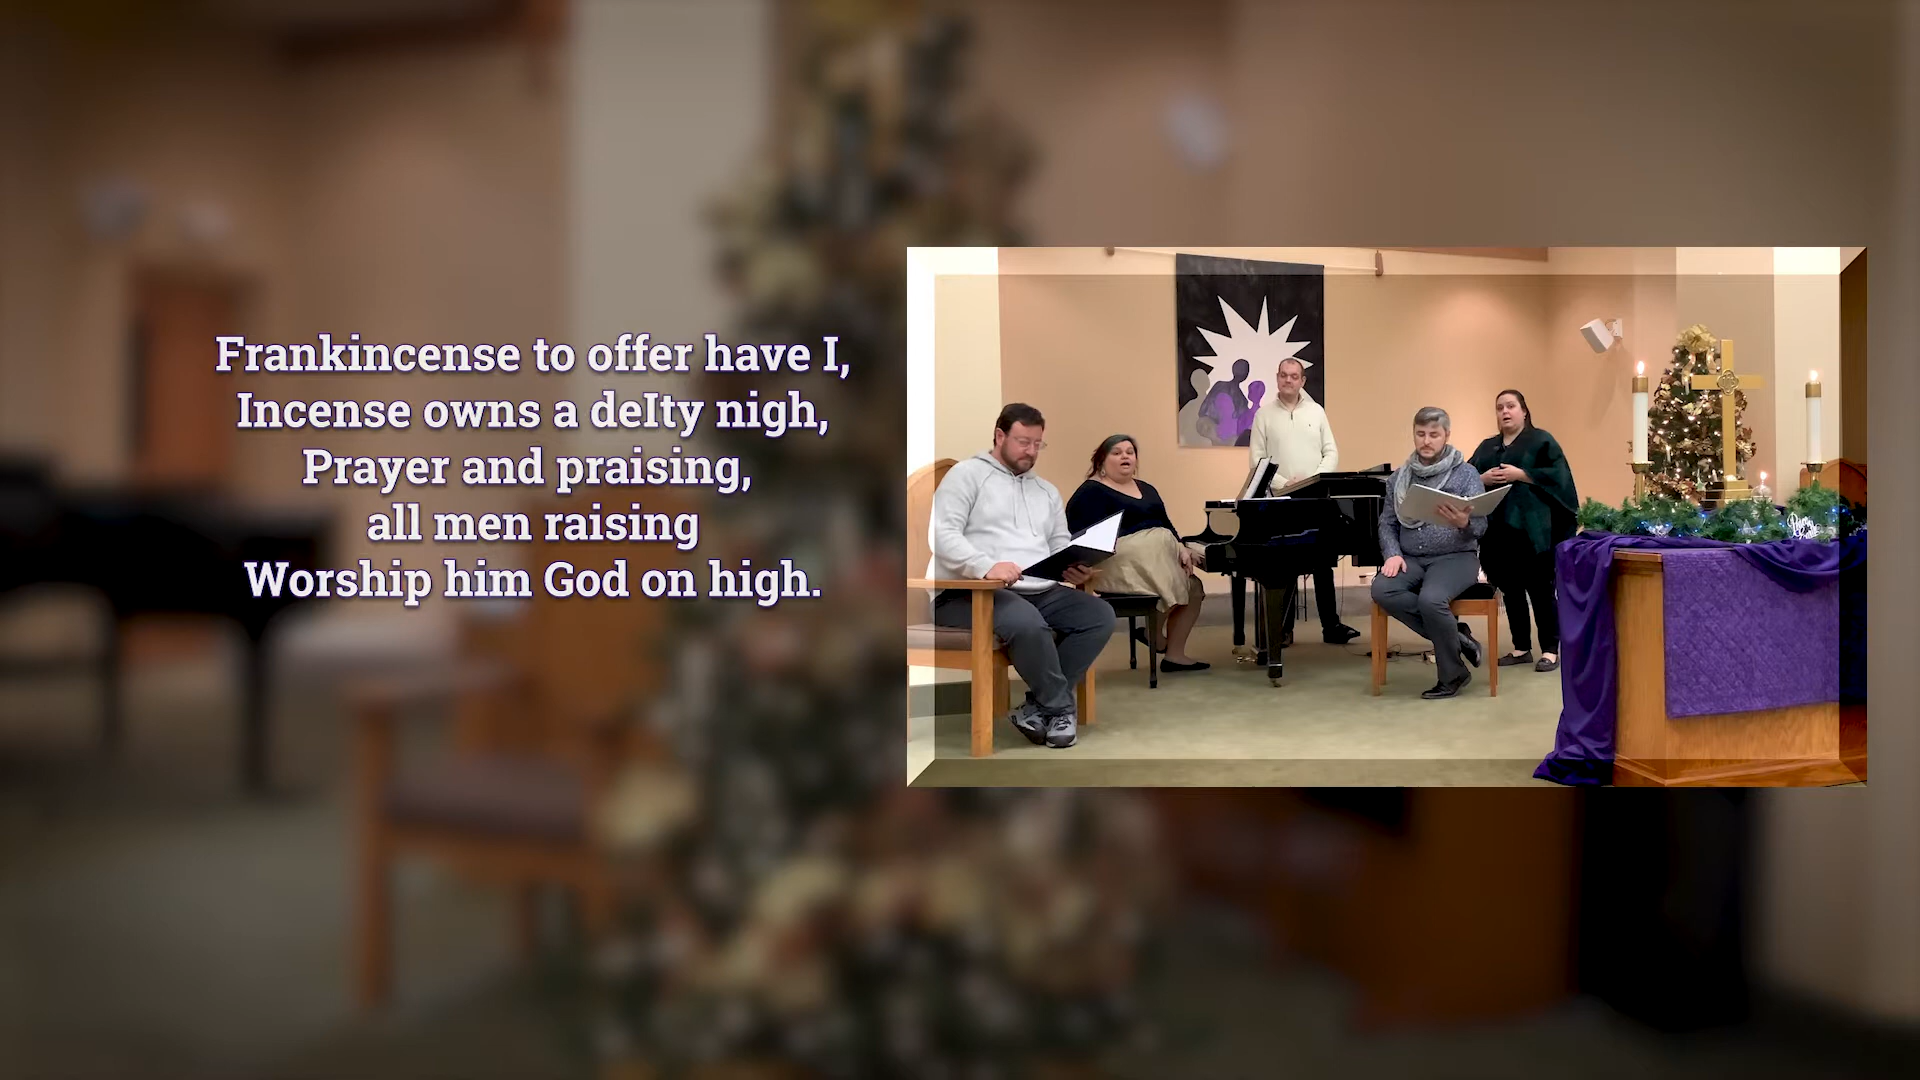 Frankincense to offer have I,
Incense owns a deIty nigh,
Prayer and praising,
all men raising
Worship him God on high.